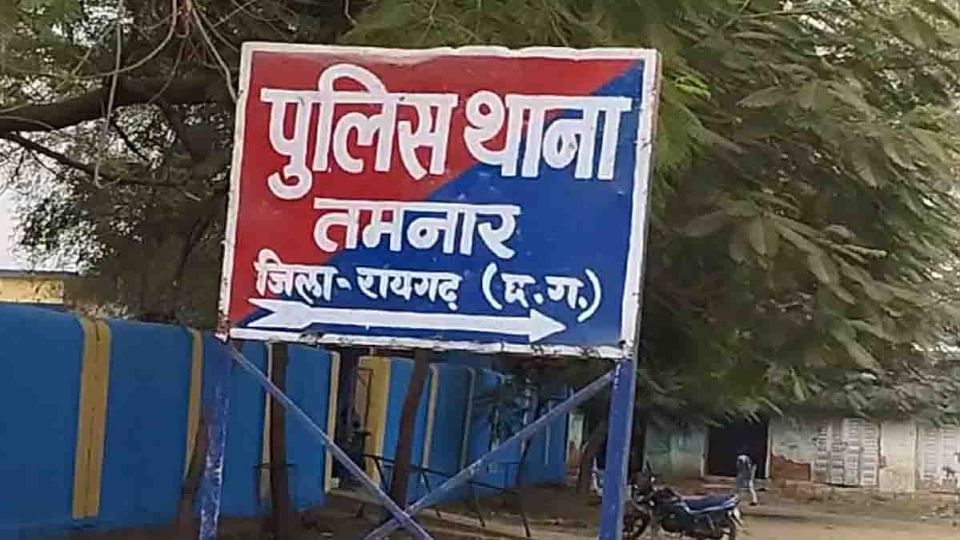 पुलिस थाना
तमनार
जिला - रायगढ़ (छ.ग.)